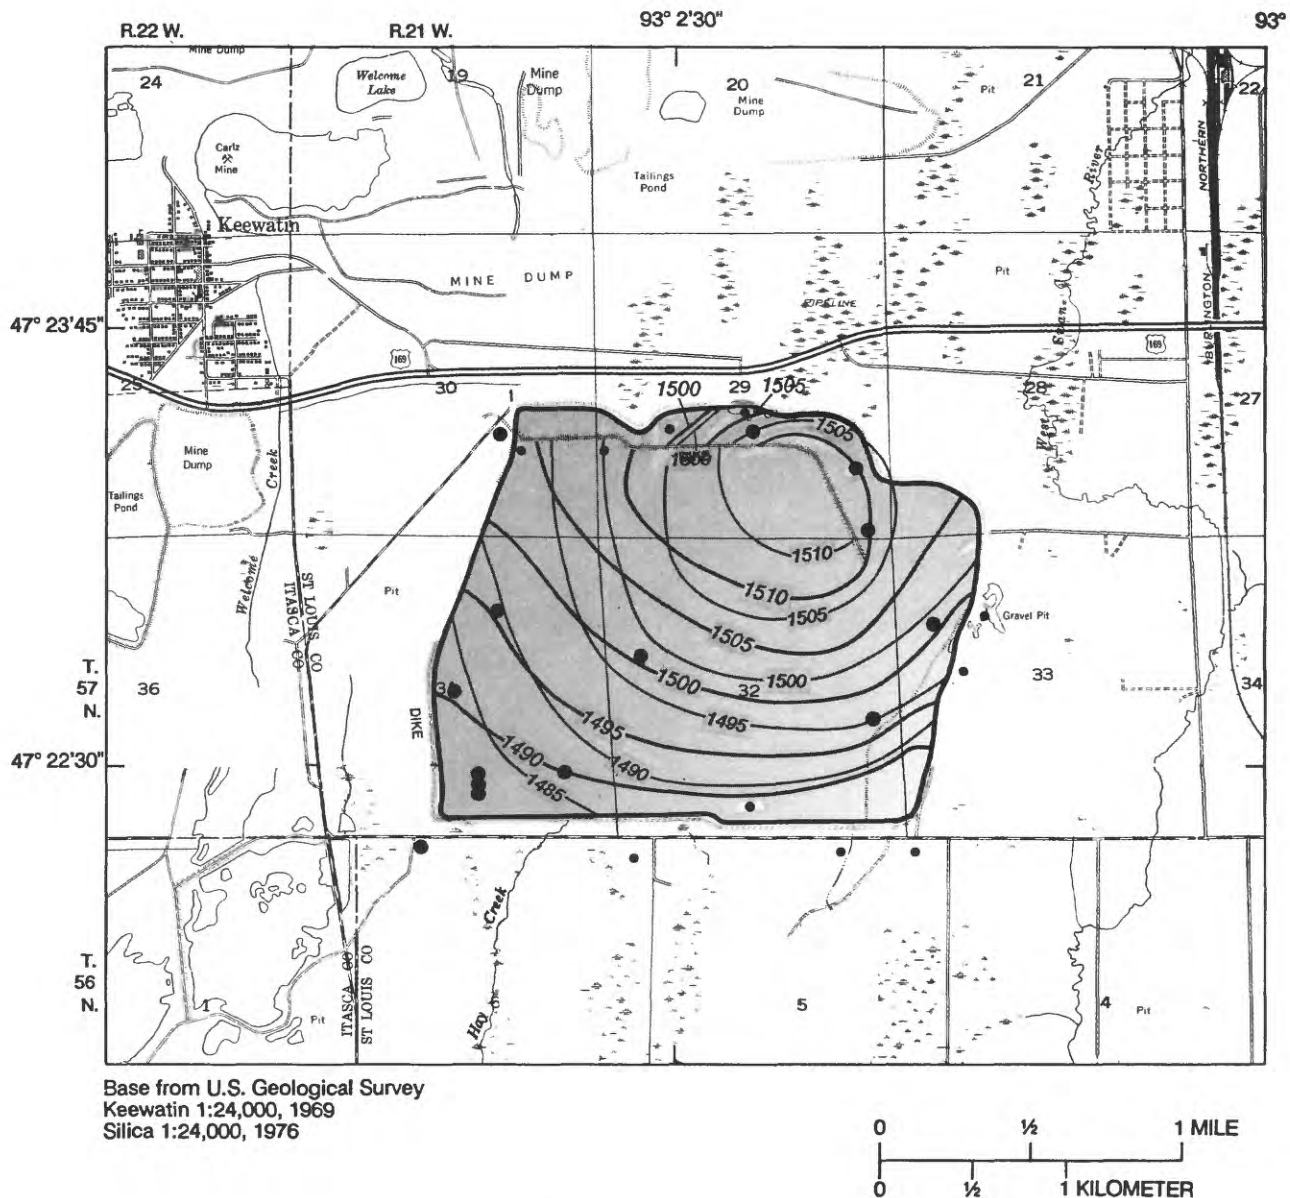 93° 2'30"
93°
R.22 W.
R.21 W.
Mine Dump
24
Welcome
Lake
19
Mine
Dump
20
Mine
Dump
Pit
21
22
Carlz
Mine
Tailings
Pond
River
NORTHERN
Keewatin
MINE DUMP
Pit
PIPELINE
BURLINGTON
47° 23'45"
Swan
169
169
25
30
1
1500
29
1505
28
27
Mine
Dump
Creek
1505
West
Tailings
Pond
1510
Welcome
ST LOUIS CO
ITASCA CO
Pit
1510
1505
Gravel Pit
1505
T.
57
N.
36
1500
32
1500
33
34
DIKE
1495
1495
47° 22'30"
1490
1490
1485
Creek
T.
56
N.
1
Pit
ITASCA CO
ST LOUIS CO
Hay
5
4
Pit
Base from U.S. Geological Survey
Keewatin 1:24,000, 1969
Silica 1:24,000, 1976
0 ½ 1 MILE
0 ½ 1 KILOMETER